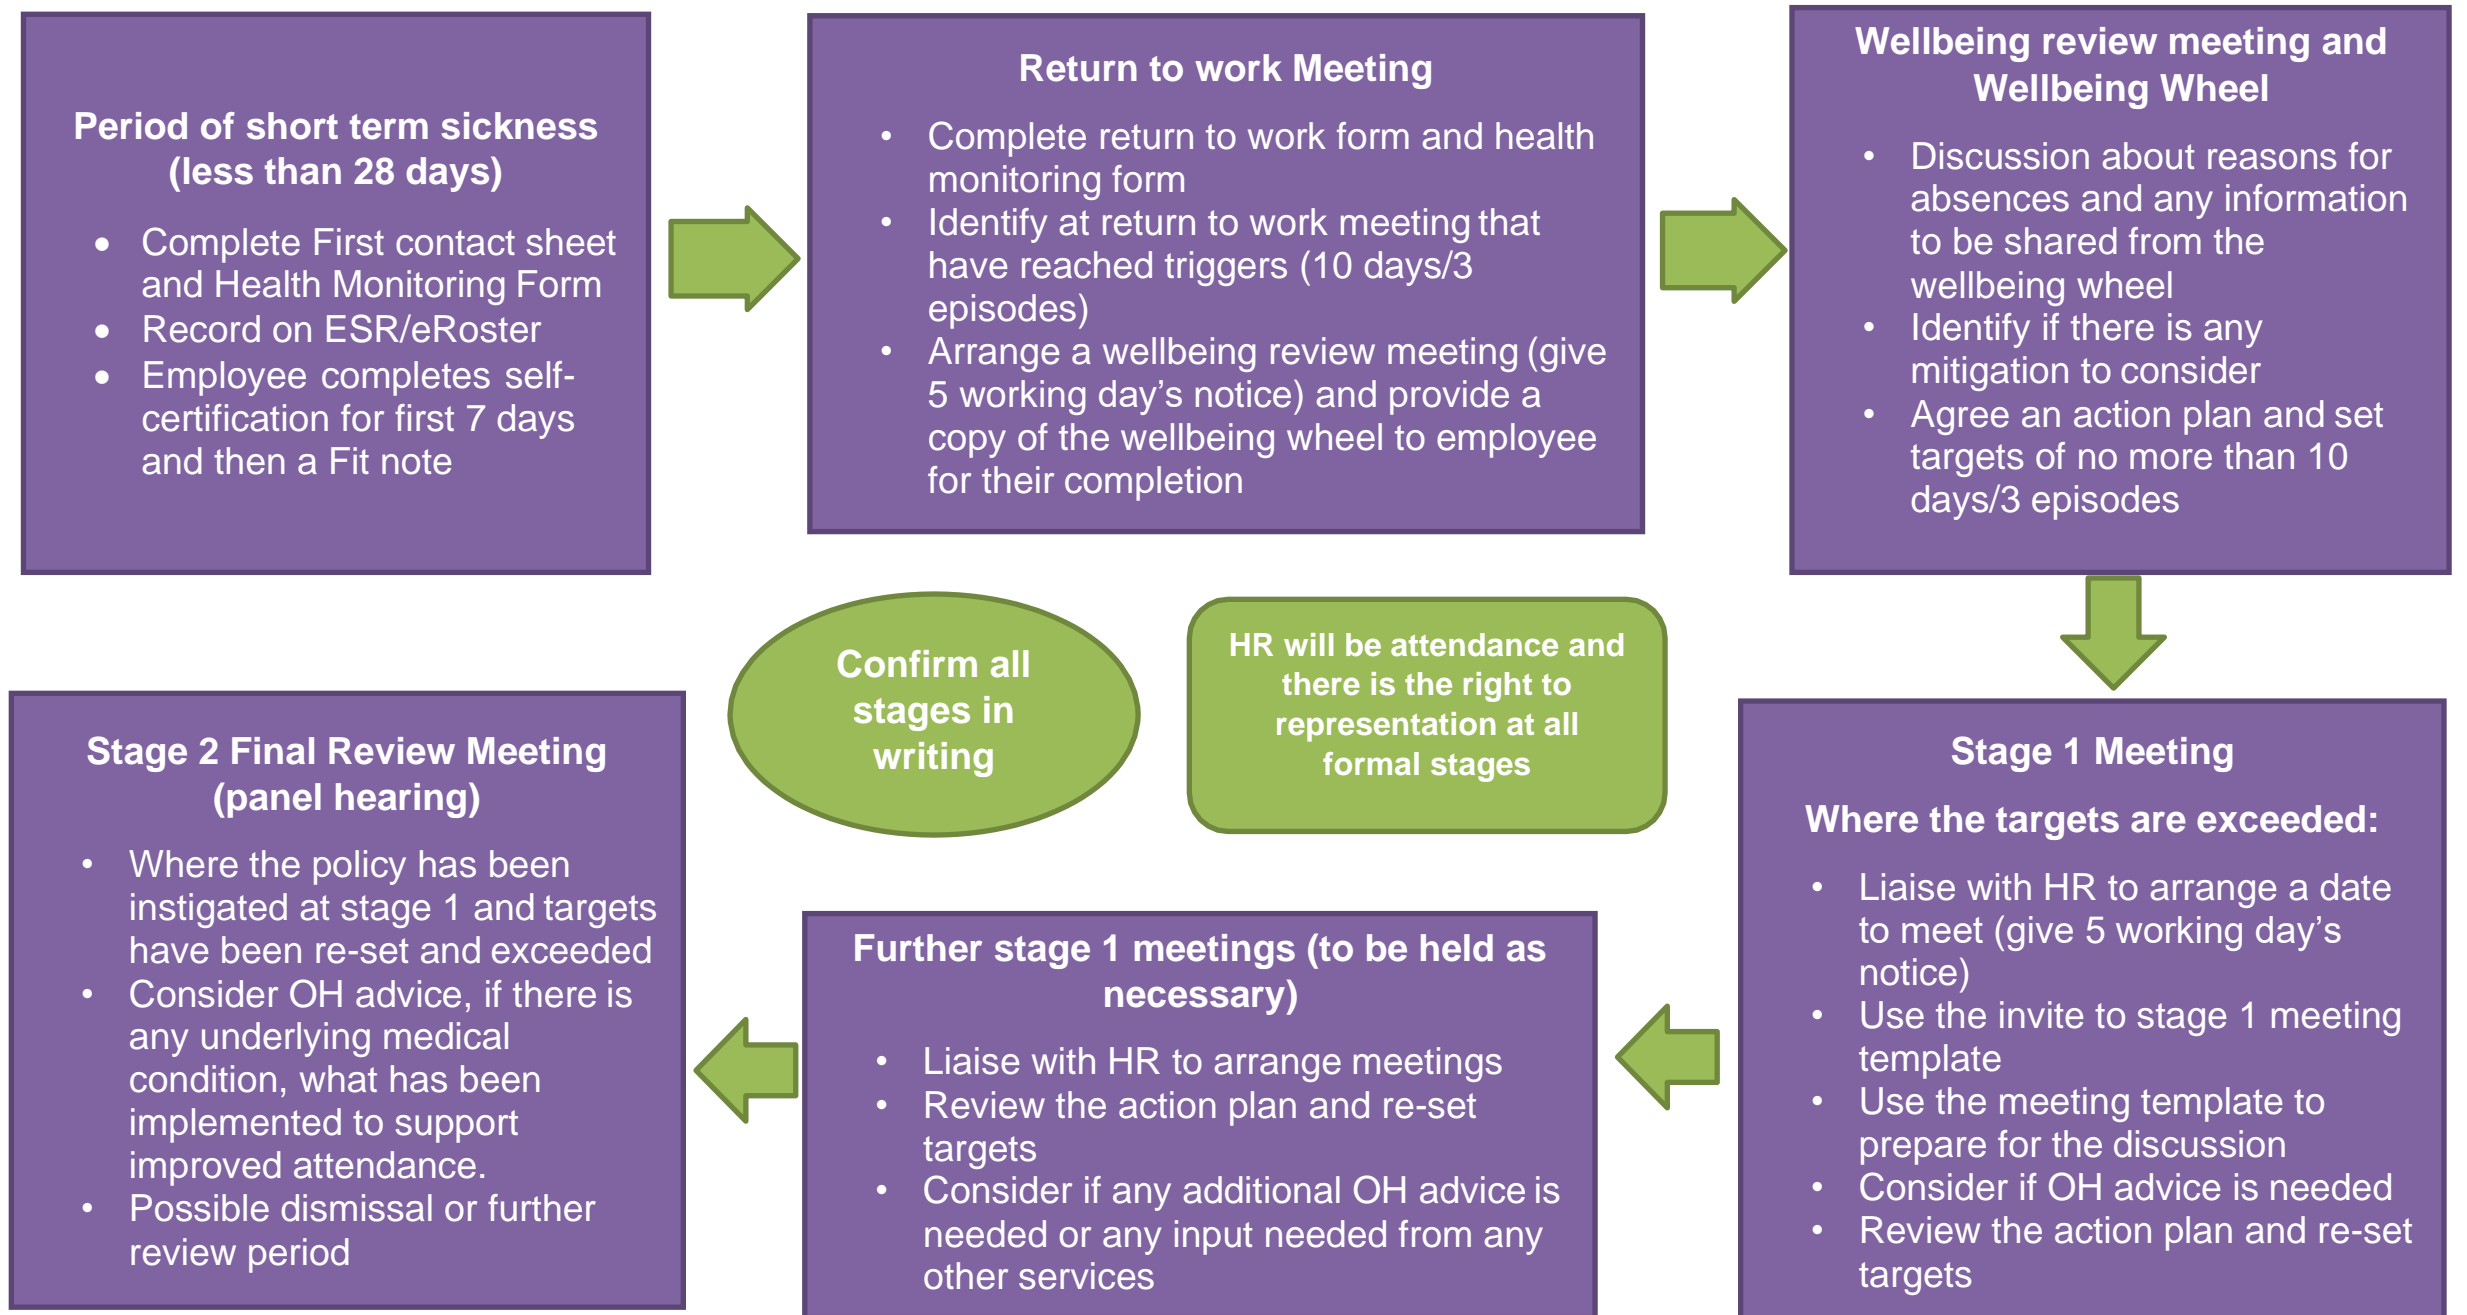 Period of short term sickness
(less than 28 days)
• Complete First contact sheet
and Health Monitoring Form
• Record on ESR/eRoster
• Employee completes self-
certification for first 7 days
and then a Fit note
Return to work Meeting
• Complete return to work form and health
monitoring form
• Identify at return to work meeting that
have reached triggers (10 days/3
episodes)
• Arrange a wellbeing review meeting (give
5 working day’s notice) and provide a
copy of the wellbeing wheel to employee
for their completion
Wellbeing review meeting and
Wellbeing Wheel
• Discussion about reasons for
absences and any information
to be shared from the
wellbeing wheel
• Identify if there is any
mitigation to consider
• Agree an action plan and set
targets of no more than 10
days/3 episodes
Confirm all
stages in
writing
HR will be attendance and
there is the right to
representation at all
formal stages
Stage 1 Meeting
Where the targets are exceeded:
• Liaise with HR to arrange a date
to meet (give 5 working day’s
notice)
• Use the invite to stage 1 meeting
template
• Use the meeting template to
prepare for the discussion
• Consider if OH advice is needed
• Review the action plan and re-set
targets
Further stage 1 meetings (to be held as
necessary)
• Liaise with HR to arrange meetings
• Review the action plan and re-set
targets
• Consider if any additional OH advice is
needed or any input needed from any
other services
Stage 2 Final Review Meeting
(panel hearing)
• Where the policy has been
instigated at stage 1 and targets
have been re-set and exceeded
• Consider OH advice, if there is
any underlying medical
condition, what has been
implemented to support
improved attendance.
• Possible dismissal or further
review period